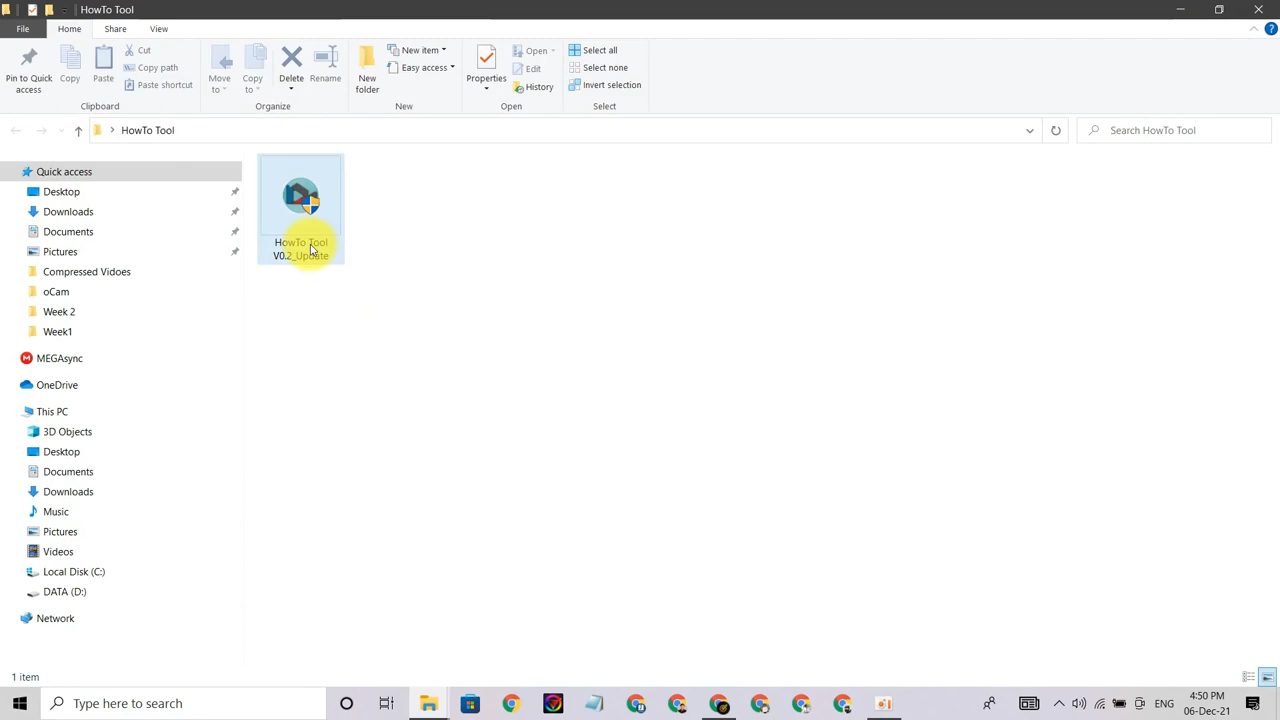 HowTo Tool
File
Home
Share
View
Pin to Quick
access
Copy
Paste
Cut
Copy path
Paste shortcut
Clipboard
Move
to
Copy
to
Delete
Rename
Organize
New
folder
New item
Easy access
New
Properties
Open
Edit
History
Open
Select all
Select none
Invert selection
Select
HowTo Tool
Search HowTo Tool
Quick access
Desktop
Downloads
Documents
Pictures
Compressed Vidoes
oCam
Week 2
Week1
MEGAsync
OneDrive
This PC
3D Objects
Desktop
Documents
Downloads
Music
Pictures
Videos
Local Disk (C:)
DATA (D:)
Network
HowTo Tool
V0.2_Update
1 item
Type here to search
ENG
4:50 PM
06-Dec-21